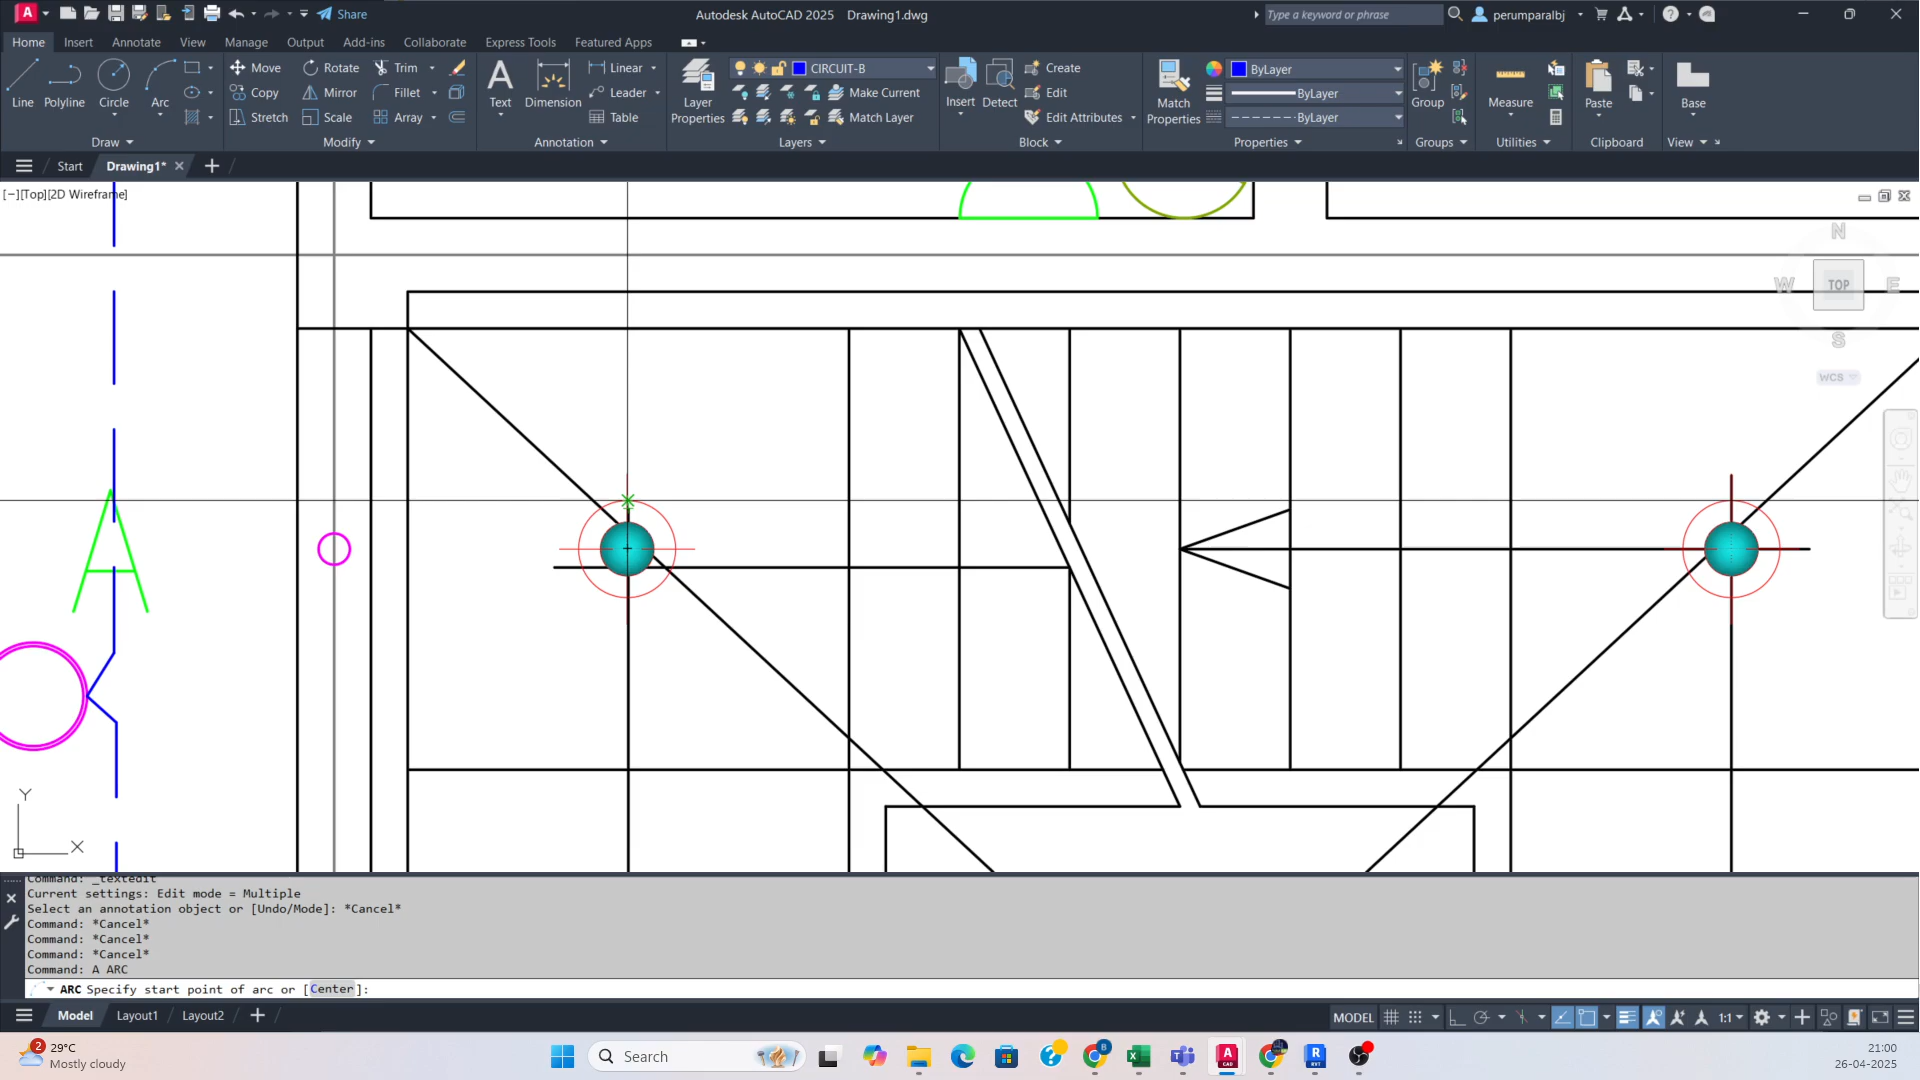 Share
Autodesk AutoCAD 2025 Drawing1.dwg
Type a keyword or phrase
perumparalbj
Home Insert Annotate View Manage Output Add-ins Collaborate Express Tools Featured Apps
Line Polyline Circle Arc
Move Rotate Trim
Copy Mirror Fillet
Stretch Scale Array
Text Dimension
Linear
Leader
Table
Layer Properties
CIRCUIT-B
Make Current
Match Layer
Insert Detect
Create
Edit
Edit Attributes
Match Properties
ByLayer
ByLayer
ByLayer
Group
Measure
Paste
Base
Draw Modify Annotation Layers Block Properties Groups Utilities Clipboard View
Start Drawing1*
[−][Top][2D Wireframe]
N
W TOP E
S
WCS
A
Y
X
Command: _textedit
Current settings: Edit mode = Multiple
Select an annotation object or [Undo/Mode]: *Cancel*
Command: *Cancel*
Command: *Cancel*
Command: *Cancel*
Command: A ARC
ARC Specify start point of arc or [Center]:
Model Layout1 Layout2
MODEL
1:1
2
29°C
Mostly cloudy
Search
21:00
26-04-2025